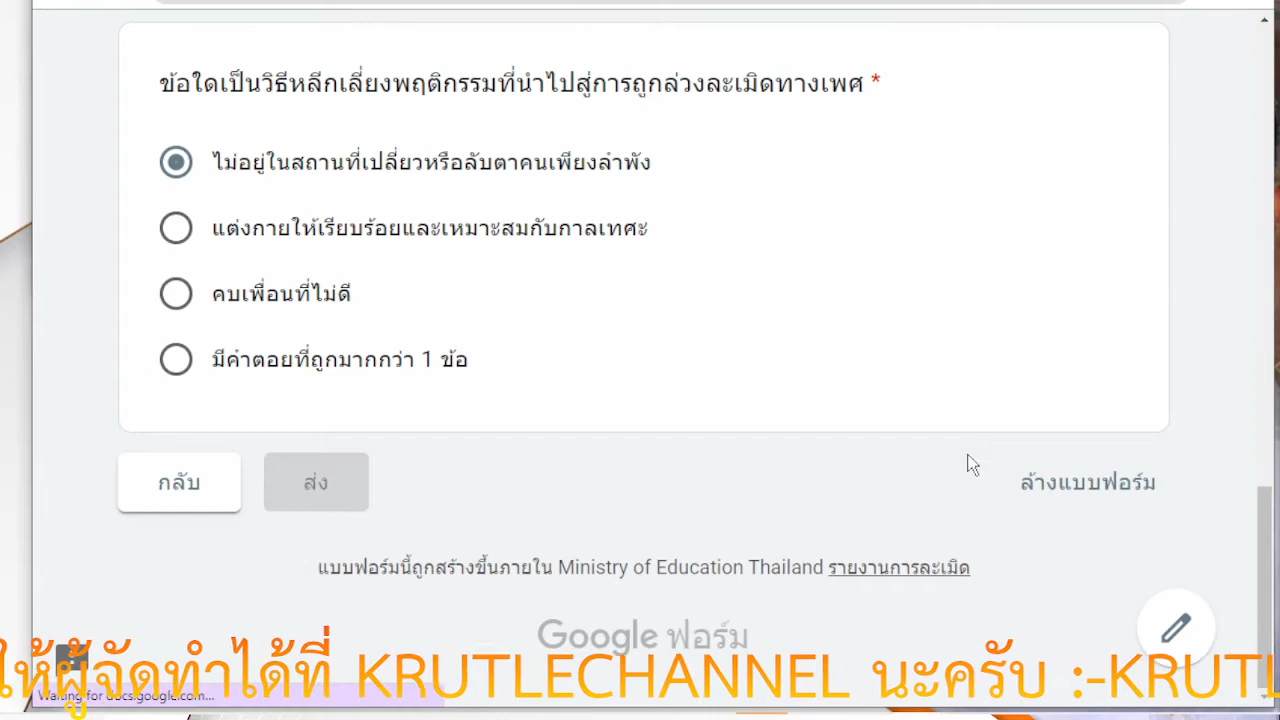 ข้อใดเป็นวิธีหลีกเลี่ยงพฤติกรรมที่นำไปสู่การถูกล่วงละเมิดทางเพศ *
ไม่อยู่ในสถานที่เปลี่ยวหรือลับตาคนเพียงลำพัง
แต่งกายให้เรียบร้อยและเหมาะสมกับกาลเทศะ
คบเพื่อนที่ไม่ดี
มีคำตอยที่ถูกมากกว่า 1 ข้อ
กลับ
ส่ง
ล้างแบบฟอร์ม
แบบฟอร์มนี้ถูกสร้างขึ้นภายใน Ministry of Education Thailand รายงานการละเมิด
Google ฟอร์ม
ให้ผู้จัดทำได้ที่ KRUTLECHANNEL นะครับ :-KRUTL
Waiting for docs.google.com...